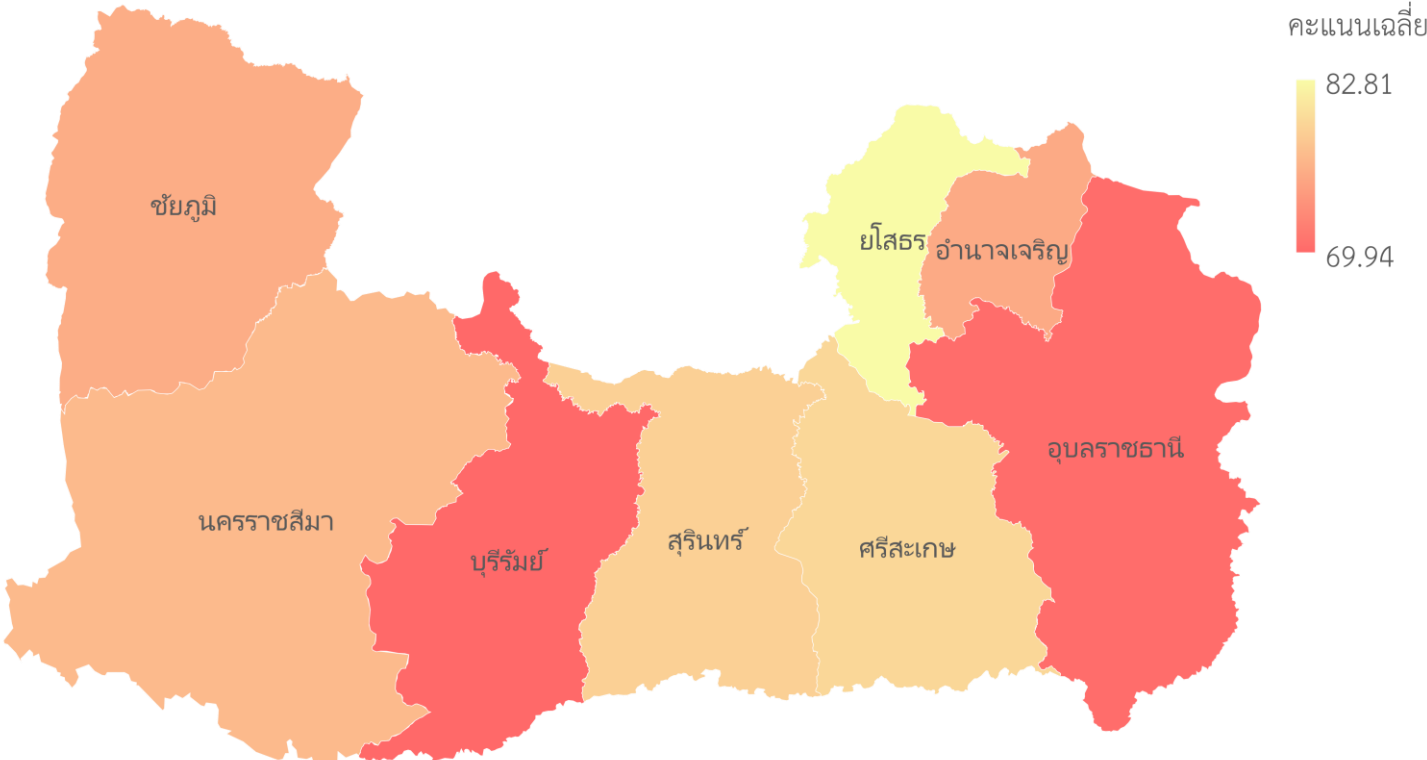 คะแนนเฉลี่ย
82.81
69.94
ชัยภูมิ
ยโสธร
อำนาจเจริญ
อุบลราชธานี
นครราชสีมา
บุรีรัมย์
สุรินทร์
ศรีสะเกษ